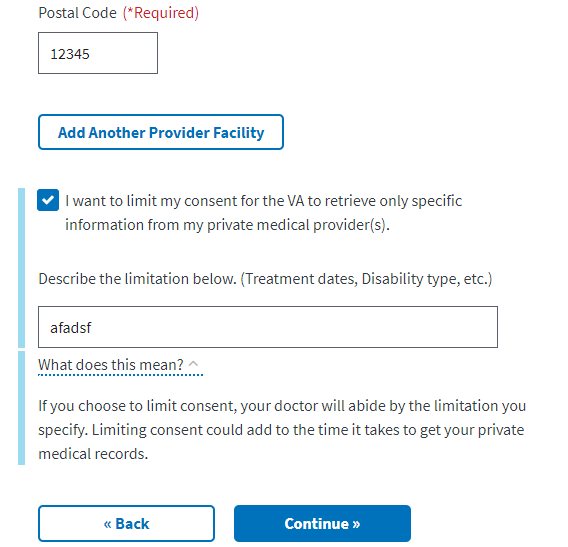 Postal Code (*Required)
12345
Add Another Provider Facility
I want to limit my consent for the VA to retrieve only specific
information from my private medical provider(s).
Describe the limitation below. (Treatment dates, Disability type, etc.)
afadsf
What does this mean?
If you choose to limit consent, your doctor will abide by the limitation you
specify. Limiting consent could add to the time it takes to get your private
medical records.
« Back
Continue »